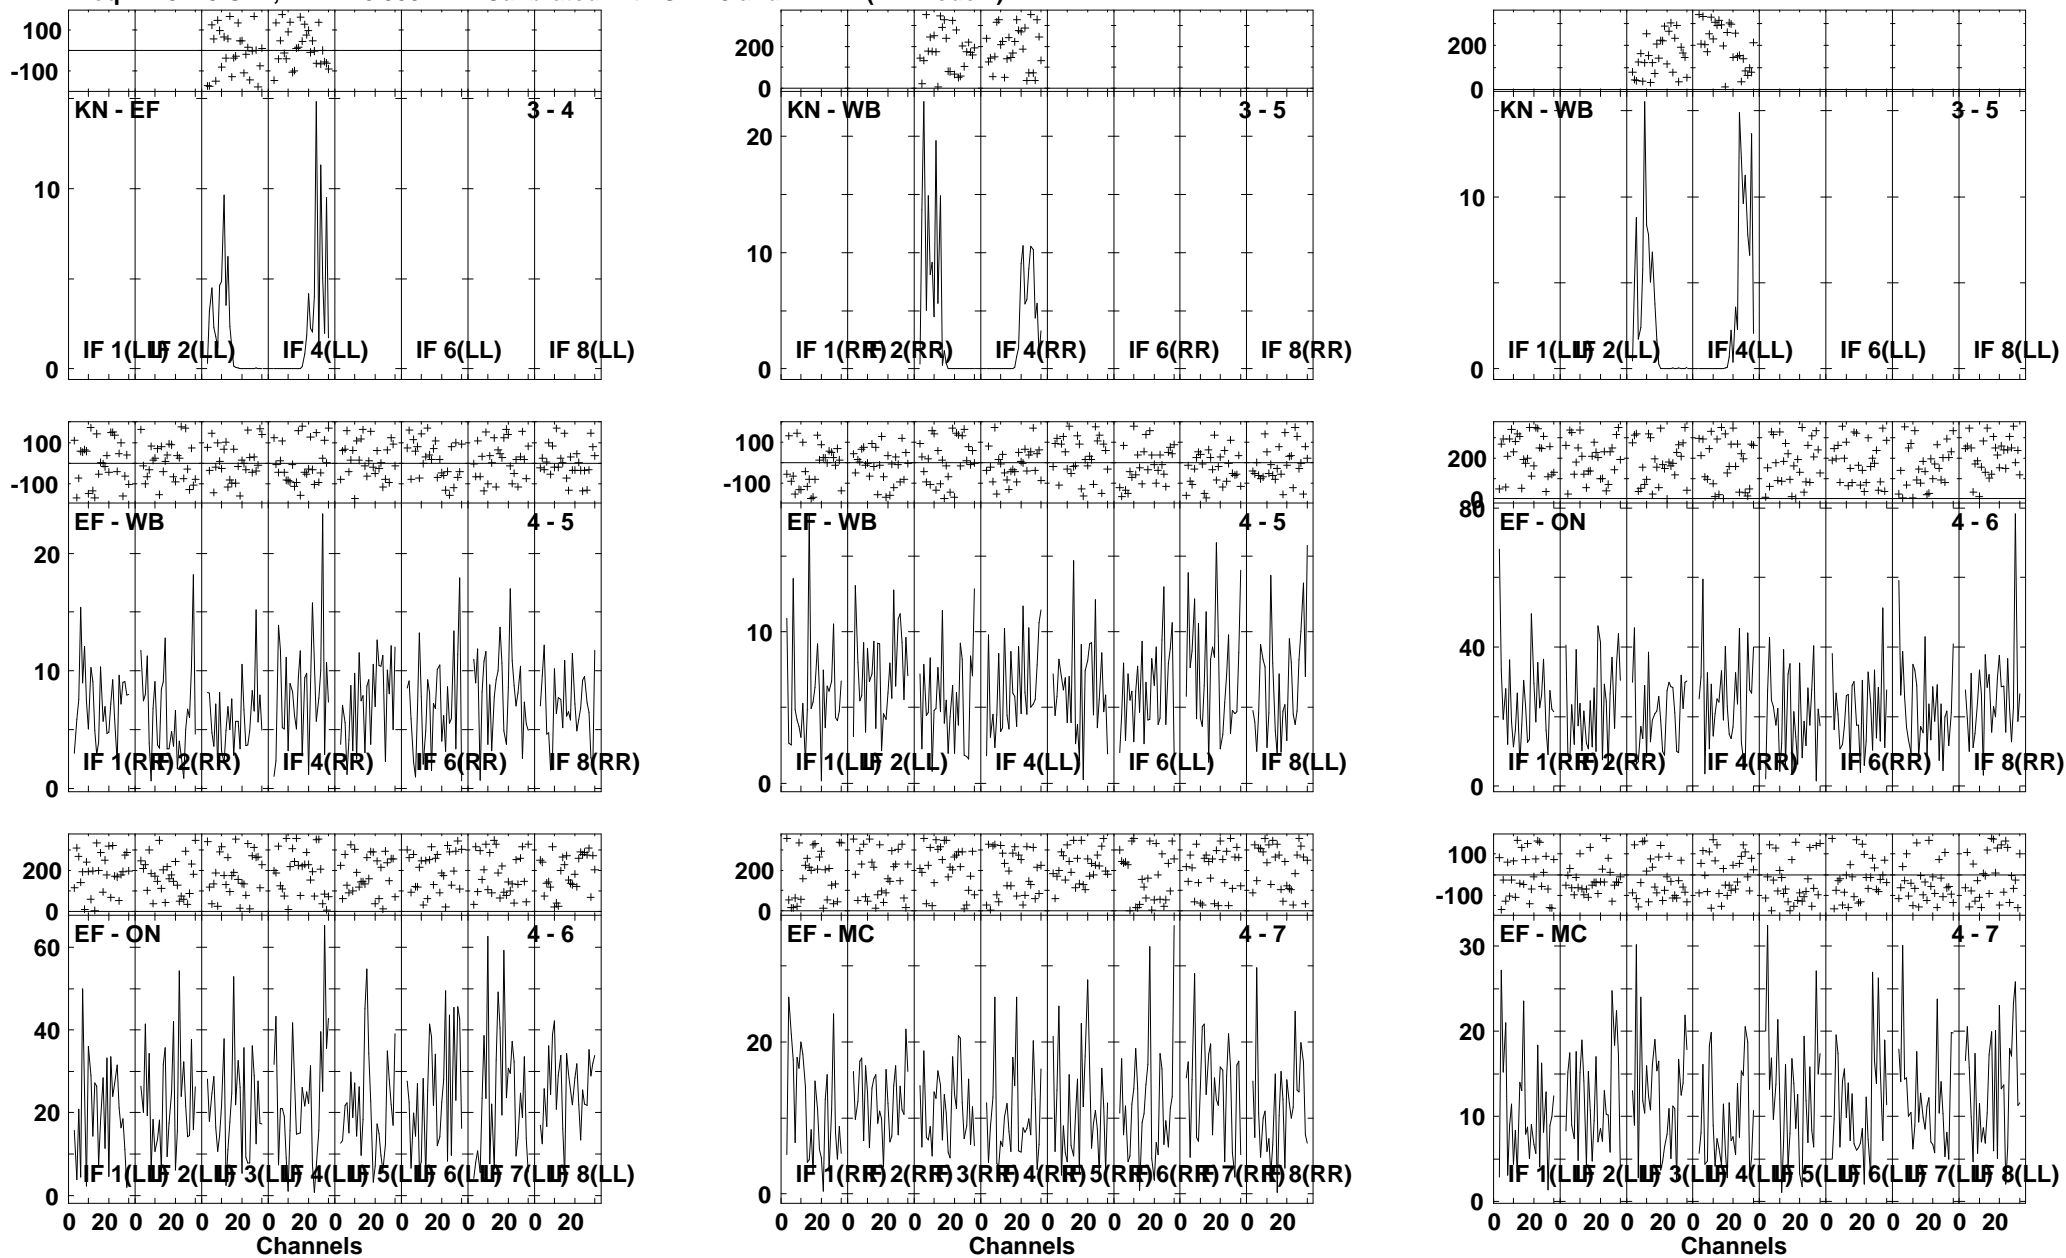 100
-100
KN - EF 3 - 4
10
0
IF 1(LL) IF 2(LL) IF 4(LL) IF 6(LL) IF 8(LL)
200
0
KN - WB 3 - 5
20
10
0
IF 1(RR) IF 2(RR) IF 4(RR) IF 6(RR) IF 8(RR)
200
0
KN - WB 3 - 5
10
0
IF 1(LL) IF 2(LL) IF 4(LL) IF 6(LL) IF 8(LL)
100
-100
EF - WB 4 - 5
20
10
0
IF 1(RR) IF 2(RR) IF 4(RR) IF 6(RR) IF 8(RR)
100
-100
EF - WB 4 - 5
10
0
IF 1(LL) IF 2(LL) IF 4(LL) IF 6(LL) IF 8(LL)
200
0
80
EF - ON 4 - 6
40
0
IF 1(RR) IF 2(RR) IF 4(RR) IF 6(RR) IF 8(RR)
200
0
EF - ON 4 - 6
60
40
20
0
IF 1(LL) IF 2(LL) IF 3(LL) IF 4(LL) IF 5(LL) IF 6(LL) IF 7(LL) IF 8(LL)
0 20 0 20 0 20 0 20 0 20 0 20 0 20 0 20
Channels
200
0
EF - MC 4 - 7
20
0
IF 1(RR) IF 2(RR) IF 3(RR) IF 4(RR) IF 5(RR) IF 6(RR) IF 7(RR) IF 8(RR)
0 20 0 20 0 20 0 20 0 20 0 20 0 20 0 20
Channels
100
-100
EF - MC 4 - 7
30
20
10
0
IF 1(LL) IF 2(LL) IF 3(LL) IF 4(LL) IF 5(LL) IF 6(LL) IF 7(LL) IF 8(LL)
0 20 0 20 0 20 0 20 0 20 0 20 0 20 0 20
Channels